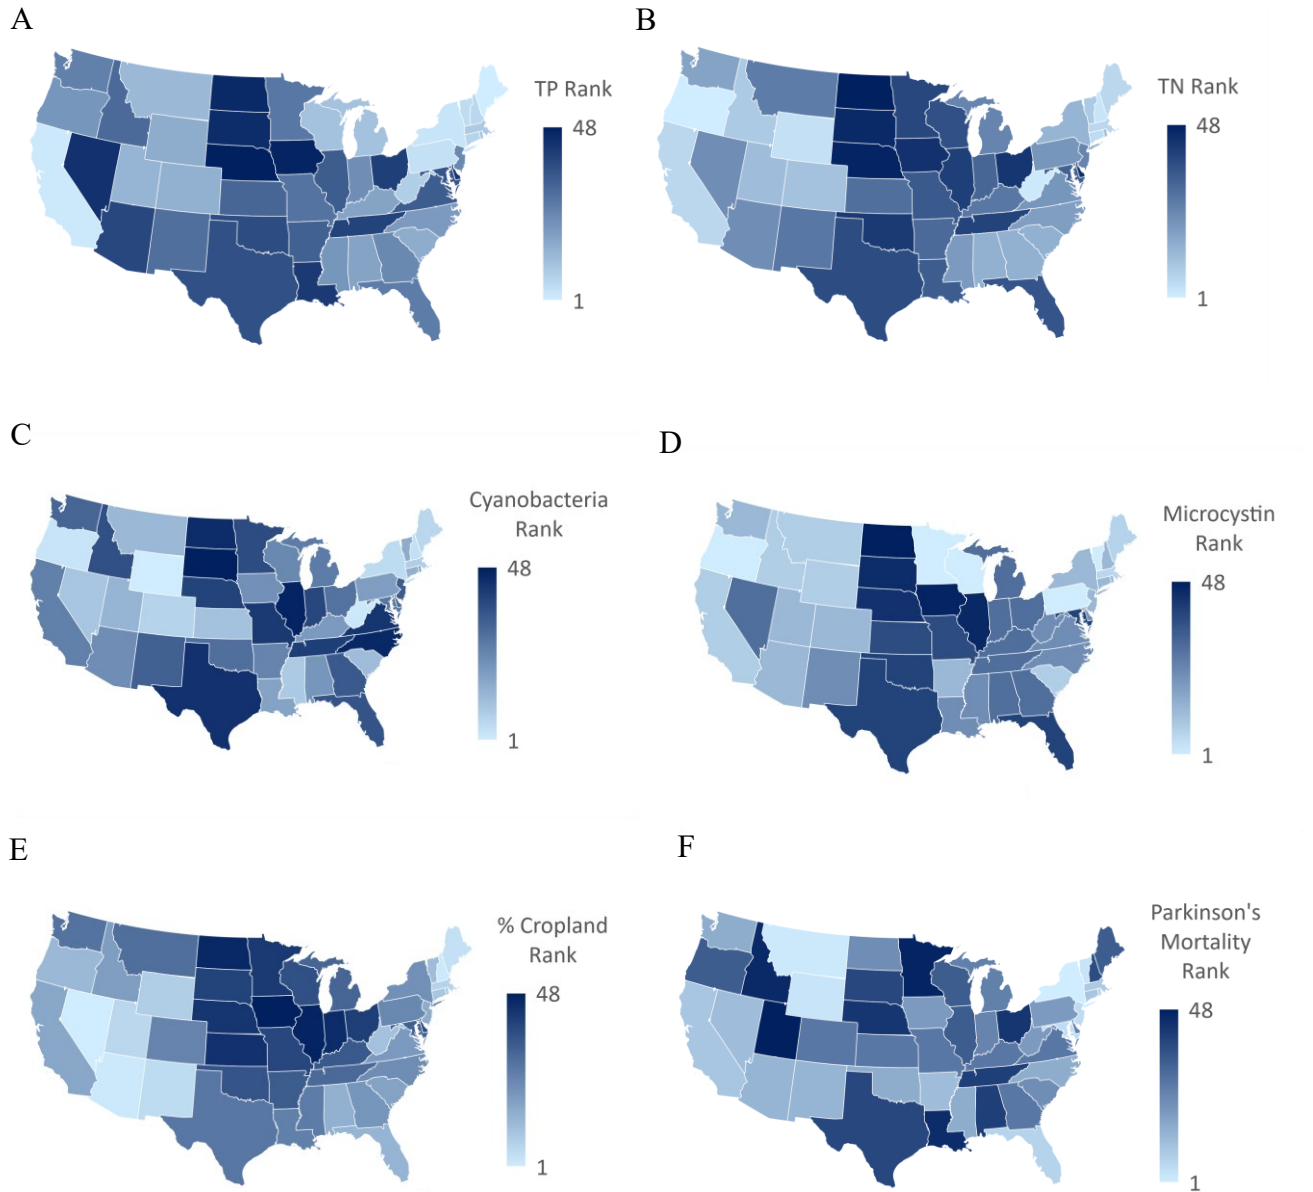 A
B
TP Rank
48
1
TN Rank
48
1
C
D
Cyanobacteria
Rank
48
1
Microcystin
Rank
48
1
E
F
% Cropland
Rank
48
1
Parkinson's
Mortality
Rank
48
1